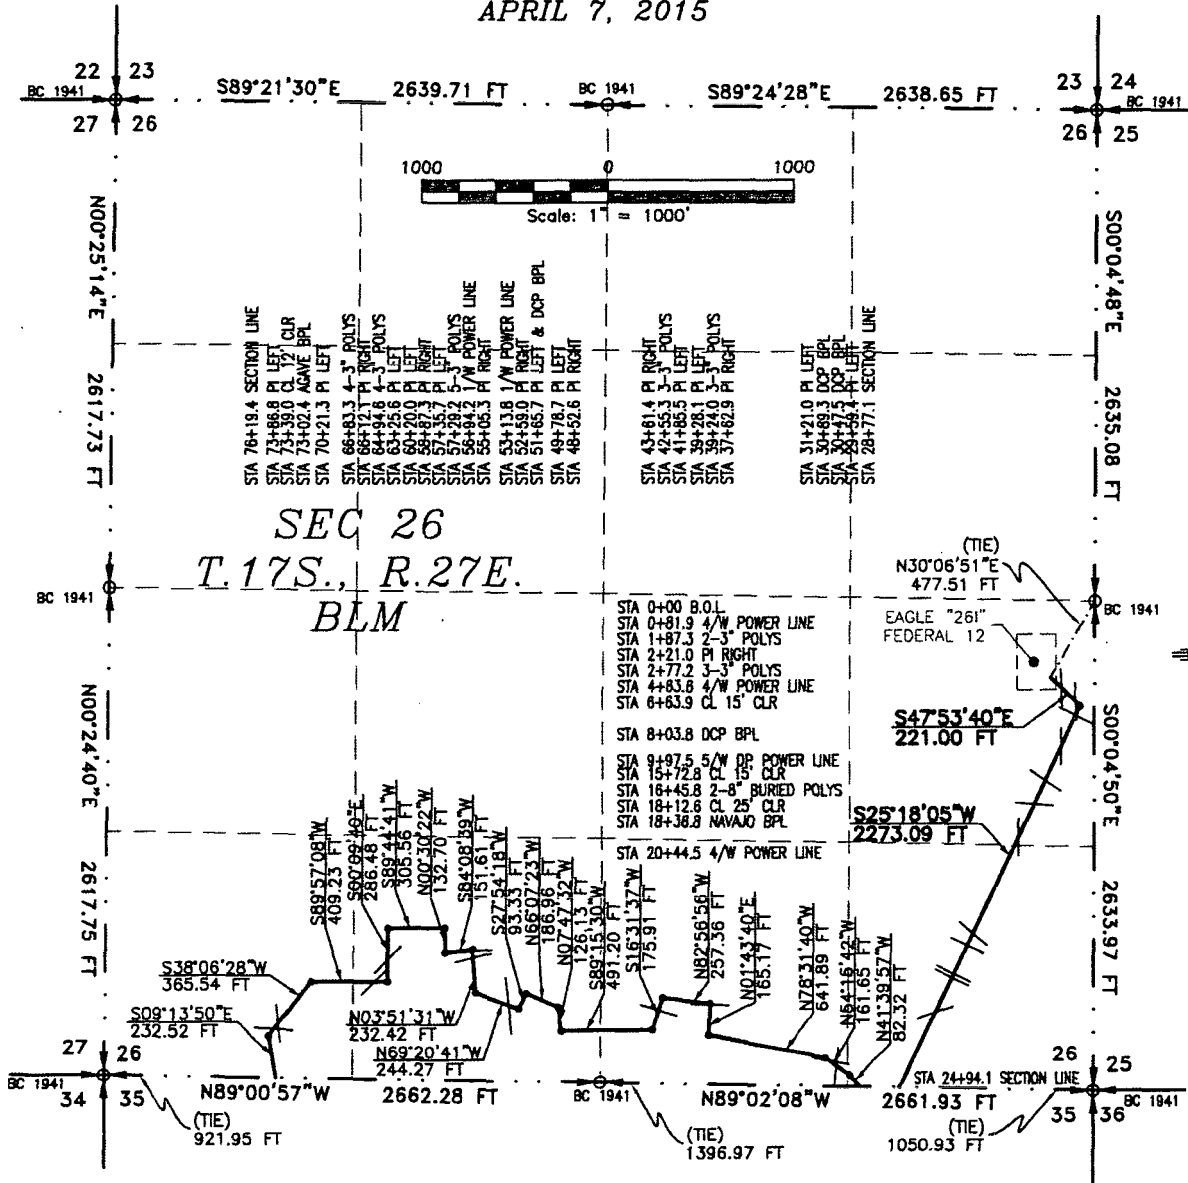 APRIL 7, 2015
22 23
BC 1941
27 26
S89°21'30"E 2639.71 FT
BC 1941
S89°24'28"E 2638.65 FT
23 24
BC 1941
26 25
1000 0 1000
Scale: 1" = 1000'
N00°25'14"E 2617.73 FT
S00°04'48"E 2635.08 FT
STA 76+19.4 SECTION LINE
STA 73+86.8 PI LEFT
STA 73+39.0 CL 12' CLR
STA 73+02.4 AGAVE BPL
STA 70+21.3 PI LEFT
STA 66+83.3 4-3" POLYS
STA 66+12.1 PI RIGHT
STA 64+94.6 4-3" POLYS
STA 63+25.6 PI LEFT
STA 60+20.0 PI LEFT
STA 58+87.3 PI RIGHT
STA 57+35.7 PI LEFT
STA 57+29.2 5-3" POLYS
STA 56+94.2 1/W POWER LINE
STA 55+05.3 PI RIGHT
STA 53+13.8 1/W POWER LINE
STA 52+59.0 PI RIGHT
STA 51+65.7 PI LEFT & DCP BPL
STA 49+78.7 PI LEFT
STA 48+52.6 PI RIGHT
STA 43+61.4 PI RIGHT
STA 42+55.3 3-3" POLYS
STA 41+85.5 PI LEFT
STA 39+28.1 PI LEFT
STA 39+24.0 3-3" POLYS
STA 37+62.9 PI RIGHT
STA 31+21.0 PI LEFT
STA 30+89.3 DCP BPL
STA 30+47.5 DCP BPL
STA 29+59.4 PI LEFT
STA 28+77.1 SECTION LINE
SEC 26
T.17S., R.27E.
BLM
BC 1941
(TIE)
N30°06'51"E
477.51 FT
BC 1941
EAGLE "26I"
FEDERAL 12
STA 0+00 B.O.L.
STA 0+81.9 4/W POWER LINE
STA 1+87.3 2-3" POLYS
STA 2+21.0 PI RIGHT
STA 2+77.2 3-3" POLYS
STA 4+83.8 4/W POWER LINE
STA 6+63.9 CL 15' CLR
STA 8+03.8 DCP BPL
STA 9+97.5 5/W DP POWER LINE
STA 15+72.8 CL 15' CLR
STA 16+45.8 2-8" BURIED POLYS
STA 18+12.6 CL 25' CLR
STA 18+36.8 NAVAJO BPL
STA 20+44.5 4/W POWER LINE
S47°53'40"E
221.00 FT
S25°18'05"W
2273.09 FT
N00°24'40"E 2617.75 FT
S00°04'50"E 2633.97 FT
S09°13'50"E
232.52 FT
S38°06'28"W
365.54 FT
S89°57'08"W
409.23 FT
S00°09'40"E
286.48 FT
S89°44'41"W
305.56 FT
N00°30'22"W
132.70 FT
S84°08'39"W
151.61 FT
N03°51'31"W
232.42 FT
N69°20'41"W
244.27 FT
S27°54'18"W
93.33 FT
N66°07'23"W
186.96 FT
N07°47'32"W
126.13 FT
S89°15'30"W
491.20 FT
S16°31'37"W
175.91 FT
N82°56'56"W
257.36 FT
N01°43'40"E
165.17 FT
N78°31'40"W
641.89 FT
N64°16'42"W
161.65 FT
N41°39'57"W
82.32 FT
27 26
BC 1941
34 35
(TIE)
921.95 FT
N89°00'57"W 2662.28 FT
BC 1941
(TIE)
1396.97 FT
N89°02'08"W 2661.93 FT
STA 24+94.1 SECTION LINE
(TIE)
1050.93 FT
26 25
BC 1941
35 36